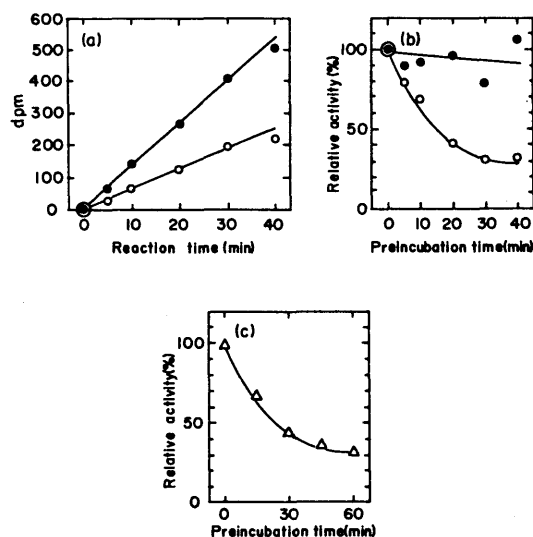 (a)
600
500
400
300
200
100
0
dpm
0 10 20 30 40
Reaction time (min)
(b)
100
50
0
Relative activity(%)
0 10 20 30 40
Preincubation time(min)
(c)
100
50
0
Relative activity(%)
0 30 60
Preincubation time(min)